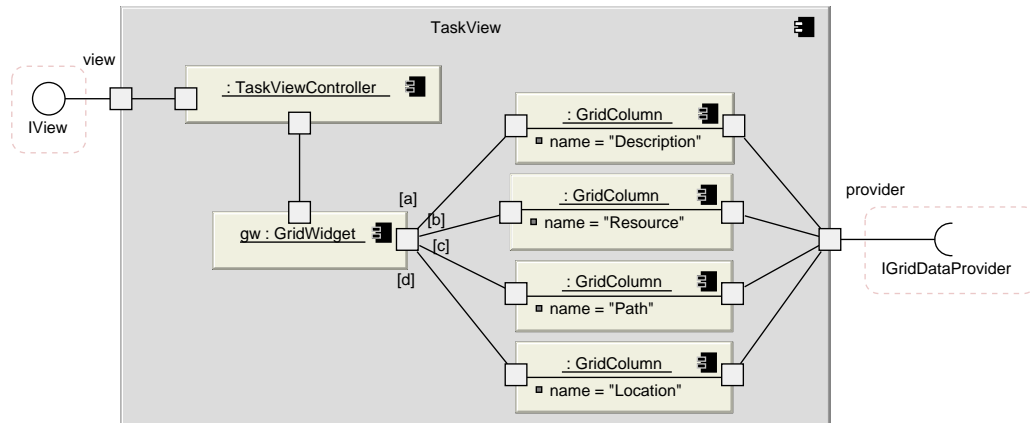 TaskView
view
: TaskViewController
IView
: GridColumn
name = "Description"
provider
[a]
: GridColumn
[b]
name = "Resource"
gw : GridWidget
[c]
IGridDataProvider
[d]
: GridColumn
name = "Path"
: GridColumn
name = "Location"